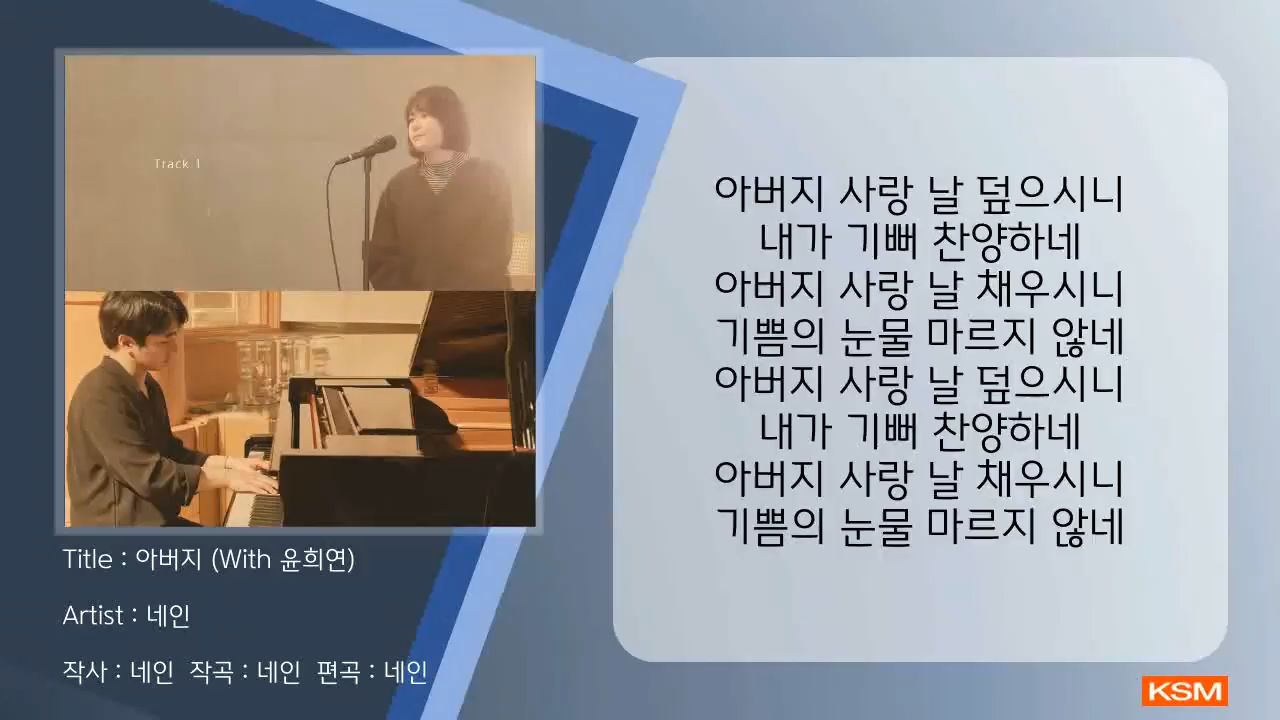 Track 1
Title : 아버지 (With 윤희연)
Artist : 네인
작사 : 네인 작곡 : 네인 편곡 : 네인
아버지 사랑 날 덮으시니
내가 기뻐 찬양하네
아버지 사랑 날 채우시니
기쁨의 눈물 마르지 않네
아버지 사랑 날 덮으시니
내가 기뻐 찬양하네
아버지 사랑 날 채우시니
기쁨의 눈물 마르지 않네
KSM